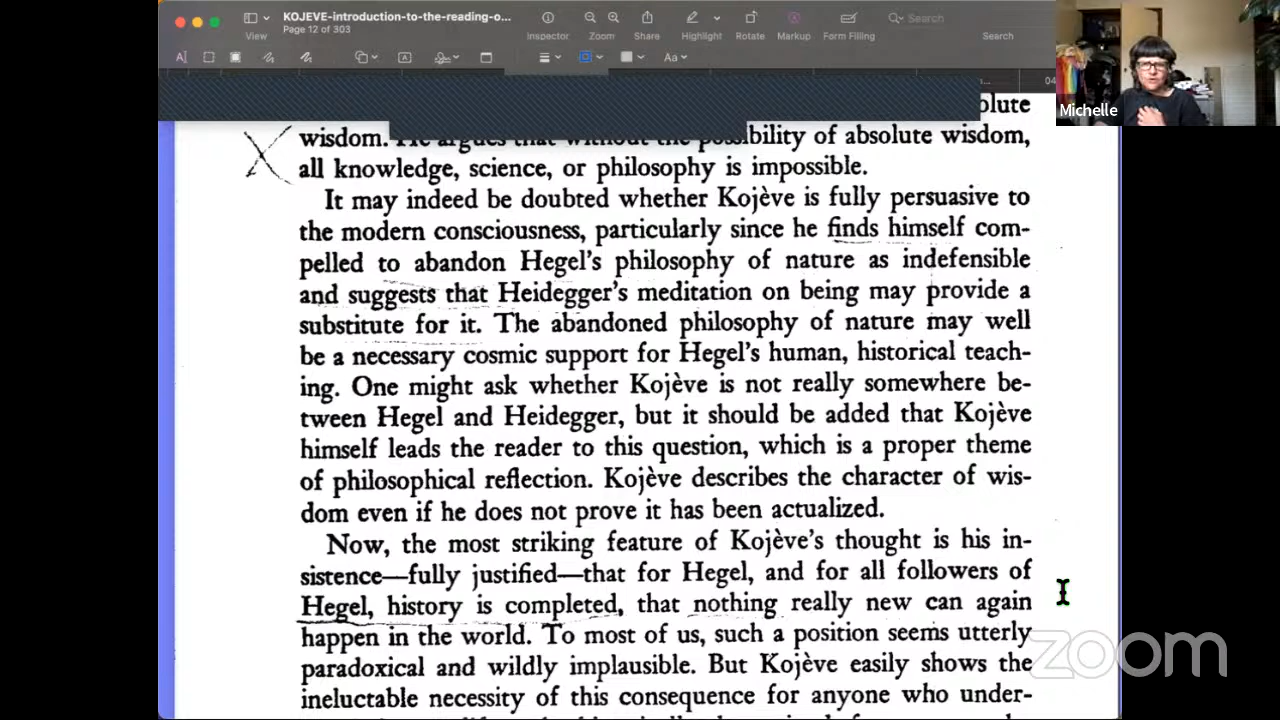 KOJEVE-introduction-to-the-reading-o...
Page 12 of 303
View
Inspector
Zoom
Share
Highlight
Rotate
Markup
Form Filling
Search
Search
Aa
04
Michelle
olute
wisdom. He argues that without the possibility of absolute wisdom,
all knowledge, science, or philosophy is impossible.
It may indeed be doubted whether Kojève is fully persuasive to
the modern consciousness, particularly since he finds himself com-
pelled to abandon Hegel's philosophy of nature as indefensible
and suggests that Heidegger's meditation on being may provide a
substitute for it. The abandoned philosophy of nature may well
be a necessary cosmic support for Hegel's human, historical teach-
ing. One might ask whether Kojève is not really somewhere be-
tween Hegel and Heidegger, but it should be added that Kojève
himself leads the reader to this question, which is a proper theme
of philosophical reflection. Kojève describes the character of wis-
dom even if he does not prove it has been actualized.
Now, the most striking feature of Kojève's thought is his in-
sistence—fully justified—that for Hegel, and for all followers of
Hegel, history is completed, that nothing really new can again
happen in the world. To most of us, such a position seems utterly
paradoxical and wildly implausible. But Kojève easily shows the
ineluctable necessity of this consequence for anyone who under-
zoom